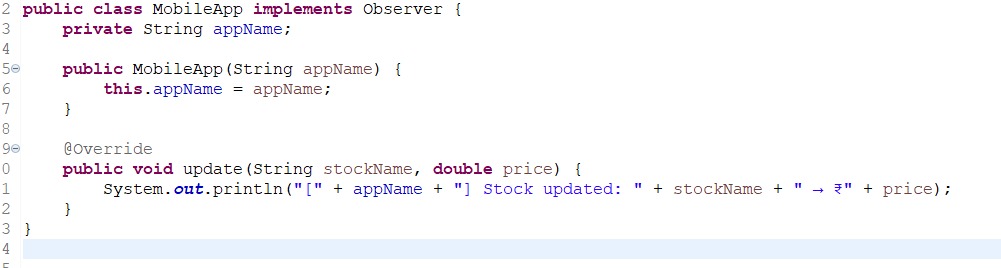 2 public class MobileApp implements Observer {
3     private String appName;
4
5     public MobileApp(String appName) {
6         this.appName = appName;
7     }
8
9     @Override
0     public void update(String stockName, double price) {
1         System.out.println("[" + appName + "] Stock updated: " + stockName + " → ₹" + price);
2     }
3 }
4